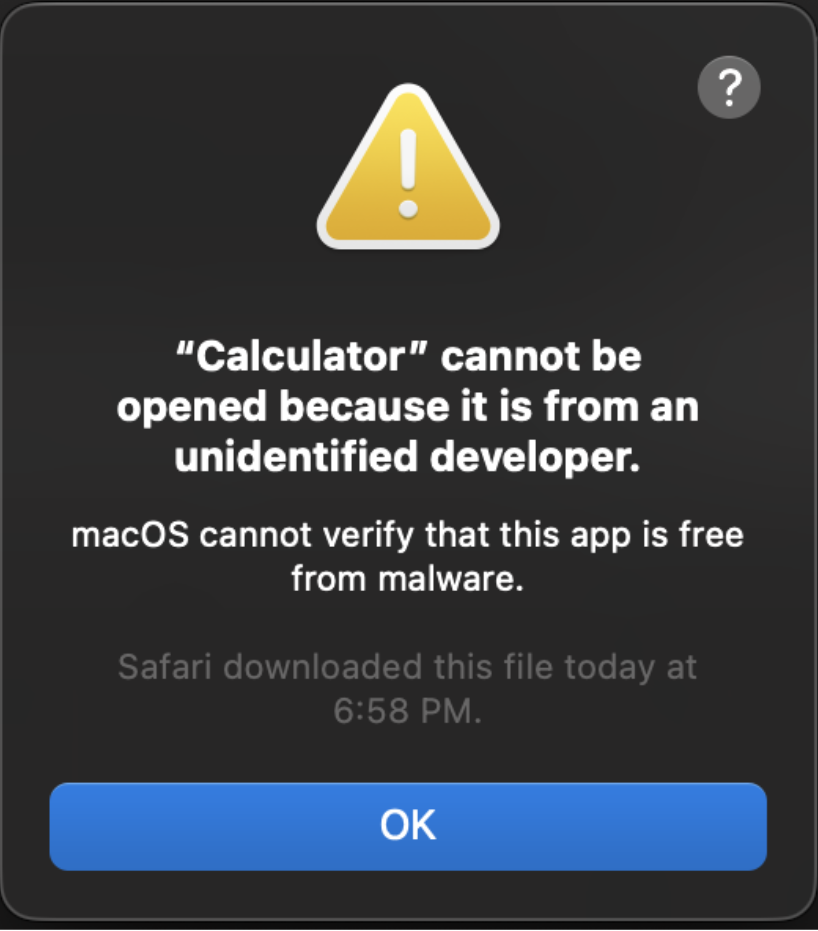 ?
“Calculator” cannot be
opened because it is from an
unidentified developer.
macOS cannot verify that this app is free
from malware.
Safari downloaded this file today at
6:58 PM.
OK